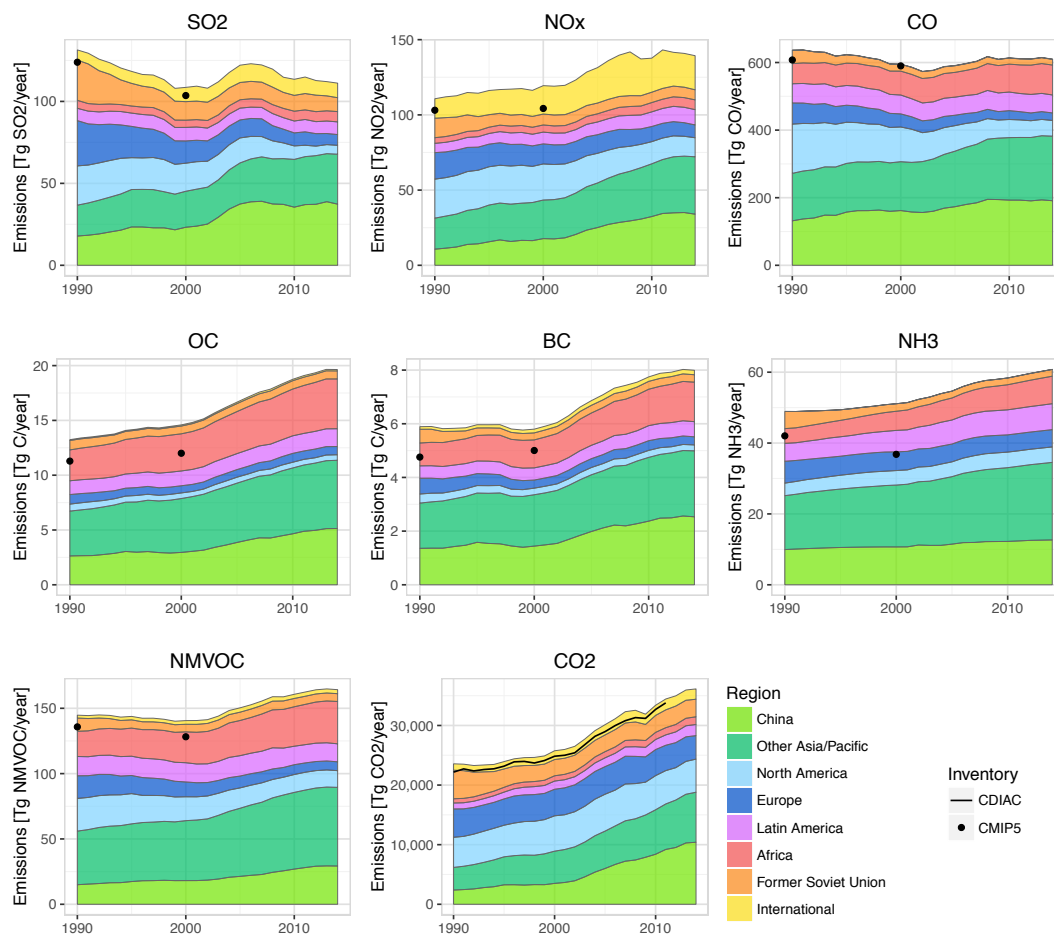 SO2
Emissions [Tg SO2/year]
100
50
0
1990
2000
2010
NOx
Emissions [Tg NO2/year]
150
100
50
0
1990
2000
2010
CO
Emissions [Tg CO/year]
600
400
200
0
1990
2000
2010
OC
Emissions [Tg C/year]
20
15
10
5
0
1990
2000
2010
BC
Emissions [Tg C/year]
8
6
4
2
0
1990
2000
2010
NH3
Emissions [Tg NH3/year]
60
40
20
0
1990
2000
2010
NMVOC
Emissions [Tg NMVOC/year]
150
100
50
0
1990
2000
2010
CO2
Emissions [Tg CO2/year]
30,000
20,000
10,000
0
1990
2000
2010
Region
China
Other Asia/Pacific
North America
Europe
Latin America
Africa
Former Soviet Union
International
Inventory
CDIAC
CMIP5